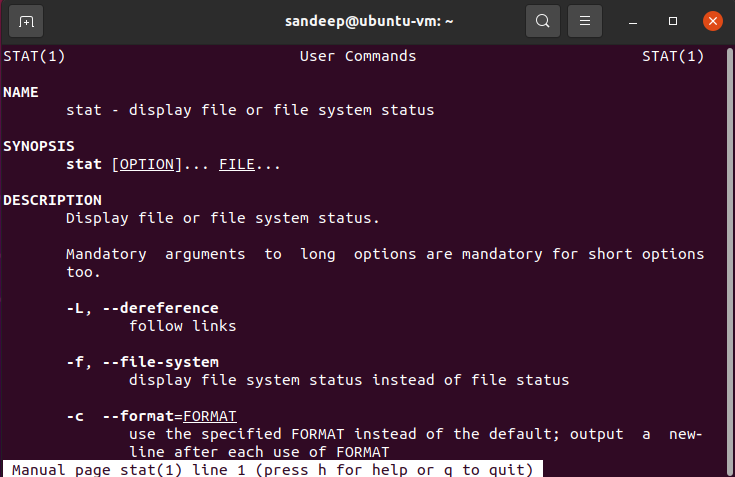 sandeep@ubuntu-vm: ~
STAT(1) User Commands STAT(1)
NAME
stat - display file or file system status
SYNOPSIS
stat [OPTION]... FILE...
DESCRIPTION
Display file or file system status.
Mandatory arguments to long options are mandatory for short options
too.
-L, --dereference
follow links
-f, --file-system
display file system status instead of file status
-c --format=FORMAT
use the specified FORMAT instead of the default; output a new-
line after each use of FORMAT
Manual page stat(1) line 1 (press h for help or q to quit)